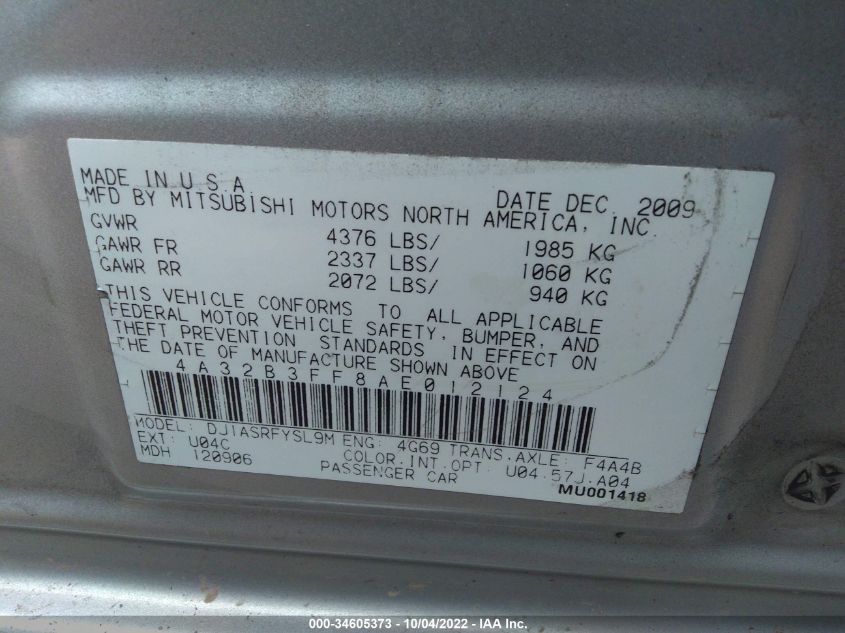 MADE IN U S A DATE DEC. 2009
MFD BY MITSUBISHI MOTORS NORTH AMERICA, INC.
GVWR 4376 LBS/ 1985 KG
GAWR FR 2337 LBS/ 1060 KG
GAWR RR 2072 LBS/ 940 KG
THIS VEHICLE CONFORMS TO ALL APPLICABLE
FEDERAL MOTOR VEHICLE SAFETY, BUMPER, AND
THEFT PREVENTION STANDARDS IN EFFECT ON
THE DATE OF MANUFACTURE SHOWN ABOVE
4A32B3FF8AE012124
MODEL: DJ1ASRFYSL9M ENG: 4G69 TRANS.AXLE: F4A4B
EXT: U04C COLOR.INT.OPT: U04.57J.A04
MDH 120906 PASSENGER CAR
MU001418
000-34605373 - 10/04/2022 - IAA Inc.